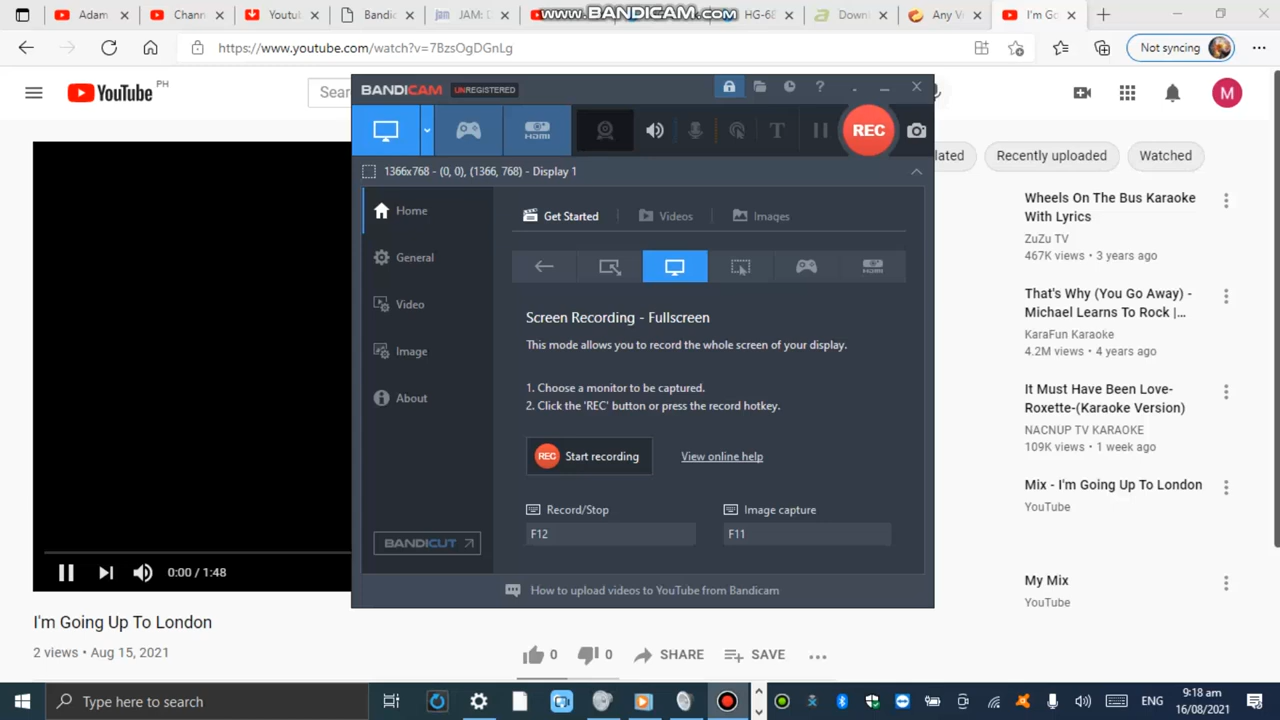 Adam
Chann
Youtul
Bandic
JAM: D
www.BANDICAM.com
HG-68
Downl
Any Vi
I'm Go
https://www.youtube.com/watch?v=7BzsOgDGnLg
Not syncing
YouTube PH
Sear
M
BANDICAM UNREGISTERED
HDMI
REC
1366x768 - (0, 0), (1366, 768) - Display 1
lated
Recently uploaded
Watched
Home
General
Video
Image
About
BANDICUT
Get Started
Videos
Images
HDMI
Screen Recording - Fullscreen
This mode allows you to record the whole screen of your display.
1. Choose a monitor to be captured.
2. Click the 'REC' button or press the record hotkey.
REC Start recording
View online help
Record/Stop
Image capture
F12
F11
How to upload videos to YouTube from Bandicam
Wheels On The Bus Karaoke
With Lyrics
ZuZu TV
467K views • 3 years ago
That's Why (You Go Away) -
Michael Learns To Rock |...
KaraFun Karaoke
4.2M views • 4 years ago
It Must Have Been Love-
Roxette-(Karaoke Version)
NACNUP TV KARAOKE
109K views • 1 week ago
Mix - I'm Going Up To London
YouTube
My Mix
YouTube
0:00 / 1:48
I'm Going Up To London
2 views • Aug 15, 2021
0
0
SHARE
SAVE
Type here to search
ENG
9:18 am
16/08/2021